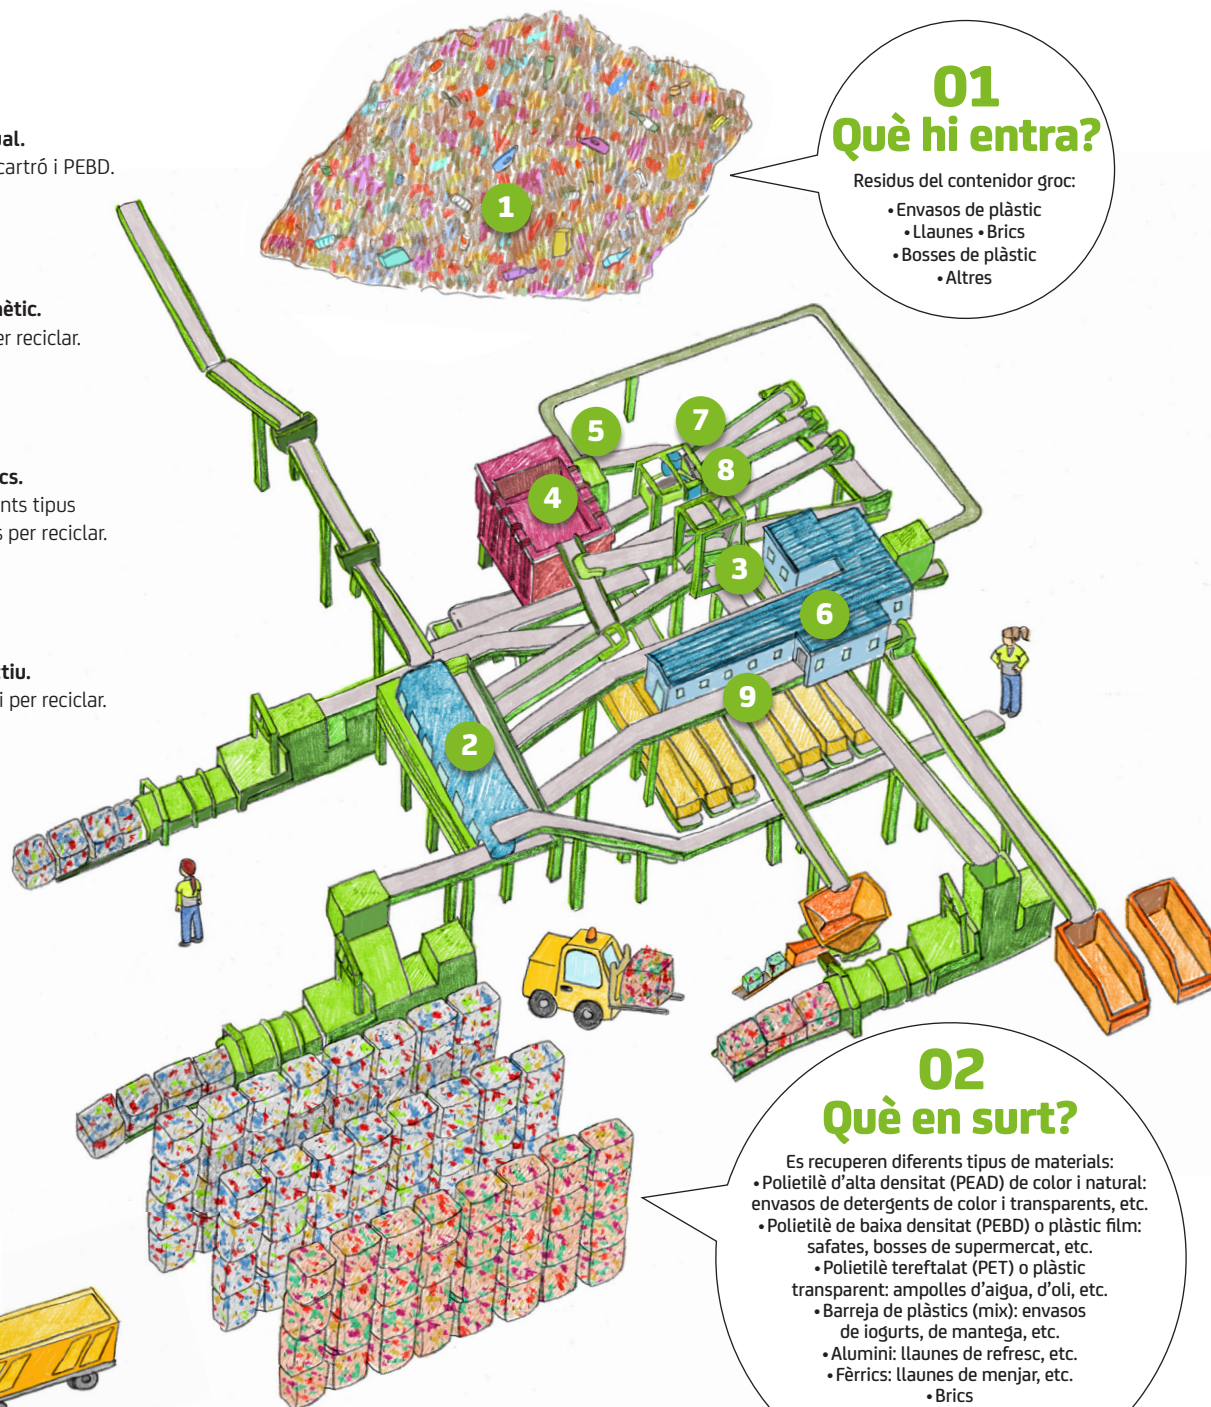 cartró i PEBD.
er reciclar.
nts tipus
s per reciclar.
i per reciclar.
1
01
Què hi entra?
Residus del contenidor groc:
• Envasos de plàstic
• Llaunes • Brics
• Bosses de plàstic
• Altres
5
7
4
8
3
6
9
2
02
Què en surt?
Es recuperen diferents tipus de materials:
• Polietilè d'alta densitat (PEAD) de color i natural:
envasos de detergents de color i transparents, etc.
• Polietilè de baixa densitat (PEBD) o plàstic film:
safates, bosses de supermercat, etc.
• Polietilè tereftalat (PET) o plàstic
transparent: ampolles d'aigua, d'oli, etc.
• Barreja de plàstics (mix): envasos
de iogurts, de mantega, etc.
• Alumini: llaunes de refresc, etc.
• Fèrrics: llaunes de menjar, etc.
• Brics